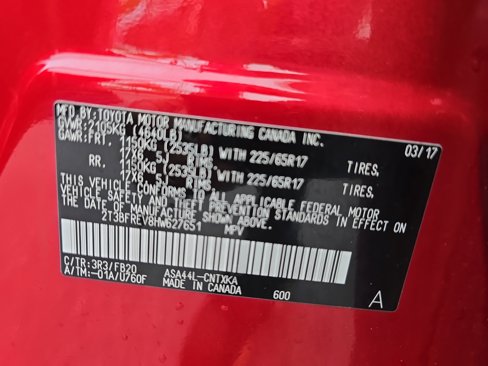 MFD.BY:TOYOTA MOTOR MANUFACTURING CANADA INC.
GVWR:2105KG (4640LB) 03/17
GAWR:FRT. 1150KG (2535LB) WITH 225/65R17 TIRES,
17X6.5J RIMS
RR. 1150KG (2535LB) WITH 225/65R17 TIRES,
17X6.5J RIMS
THIS VEHICLE CONFORMS TO ALL APPLICABLE FEDERAL MOTOR
VEHICLE SAFETY AND THEFT PREVENTION STANDARDS IN EFFECT ON
THE DATE OF MANUFACTURE SHOWN ABOVE.
2T3BFREV8HW627651 MPV
C/TR:3R3/FB20 ASA44L-CNTXKA
A/TM:-01A/U760F MADE IN CANADA 600 A